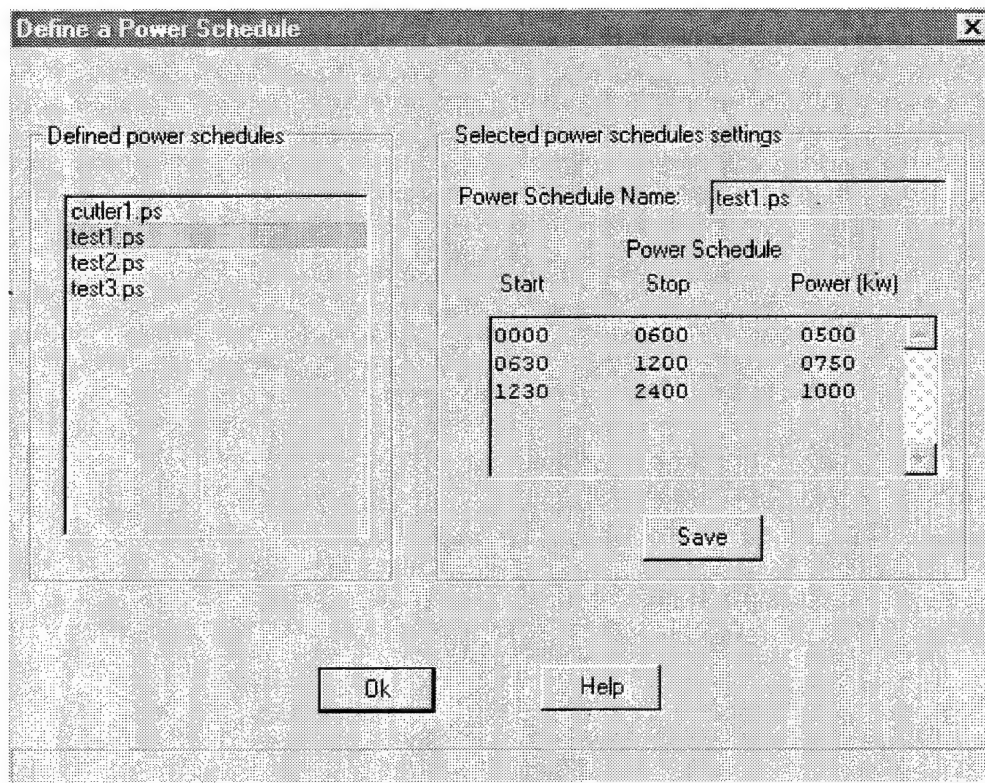 Define a Power Schedule
Defined power schedules
cutler1.ps
test1.ps
test2.ps
test3.ps
Selected power schedules settings
Power Schedule Name: test1.ps
Power Schedule
Start Stop Power (kw)
0000 0600 0500
0630 1200 0750
1230 2400 1000
Save
Ok Help